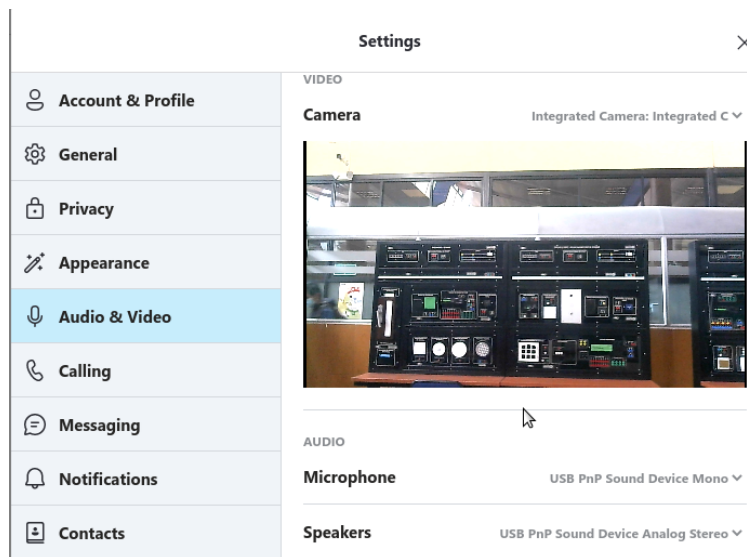 Settings
Account & Profile
General
Privacy
Appearance
Audio & Video
Calling
Messaging
Notifications
Contacts
VIDEO
Camera Integrated Camera: Integrated C
AUDIO
Microphone USB PnP Sound Device Mono
Speakers USB PnP Sound Device Analog Stereo